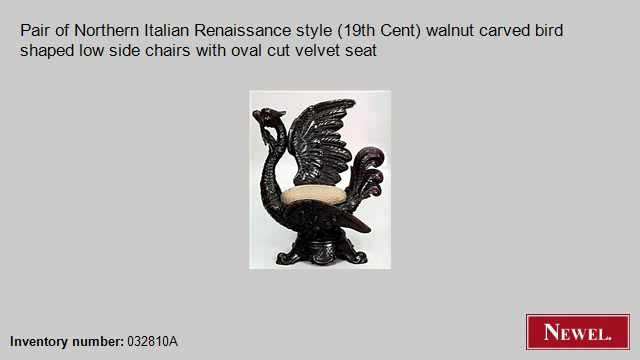 Pair of Northern Italian Renaissance style (19th Cent) walnut carved bird
shaped low side chairs with oval cut velvet seat
Inventory number: 032810A
NEWEL.